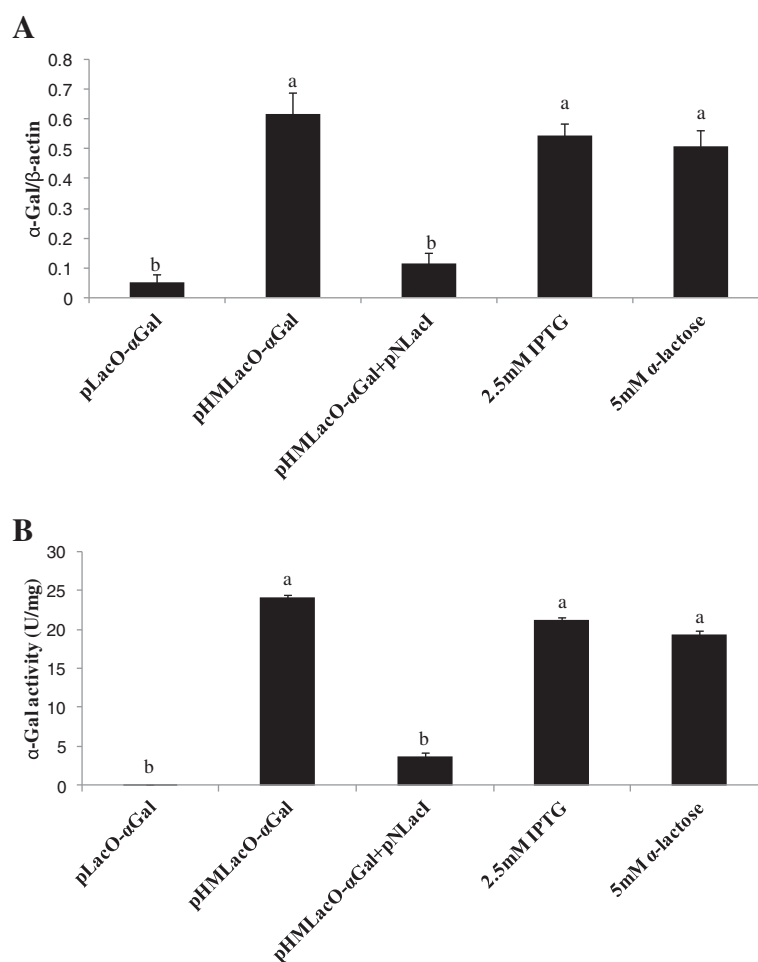 A
α-Gal/β-actin
0.8
0.7
0.6
0.5
0.4
0.3
0.2
0.1
0
b
a
b
a
a
pLacO-αGal
pHMLacO-αGal
pHMLacO-αGal+pNLacI
2.5mM IPTG
5mM α-lactose
B
α-Gal activity (U/mg)
30
25
20
15
10
5
0
b
a
b
a
a
pLacO-αGal
pHMLacO-αGal
pHMLacO-αGal+pNLacI
2.5mM IPTG
5mM α-lactose